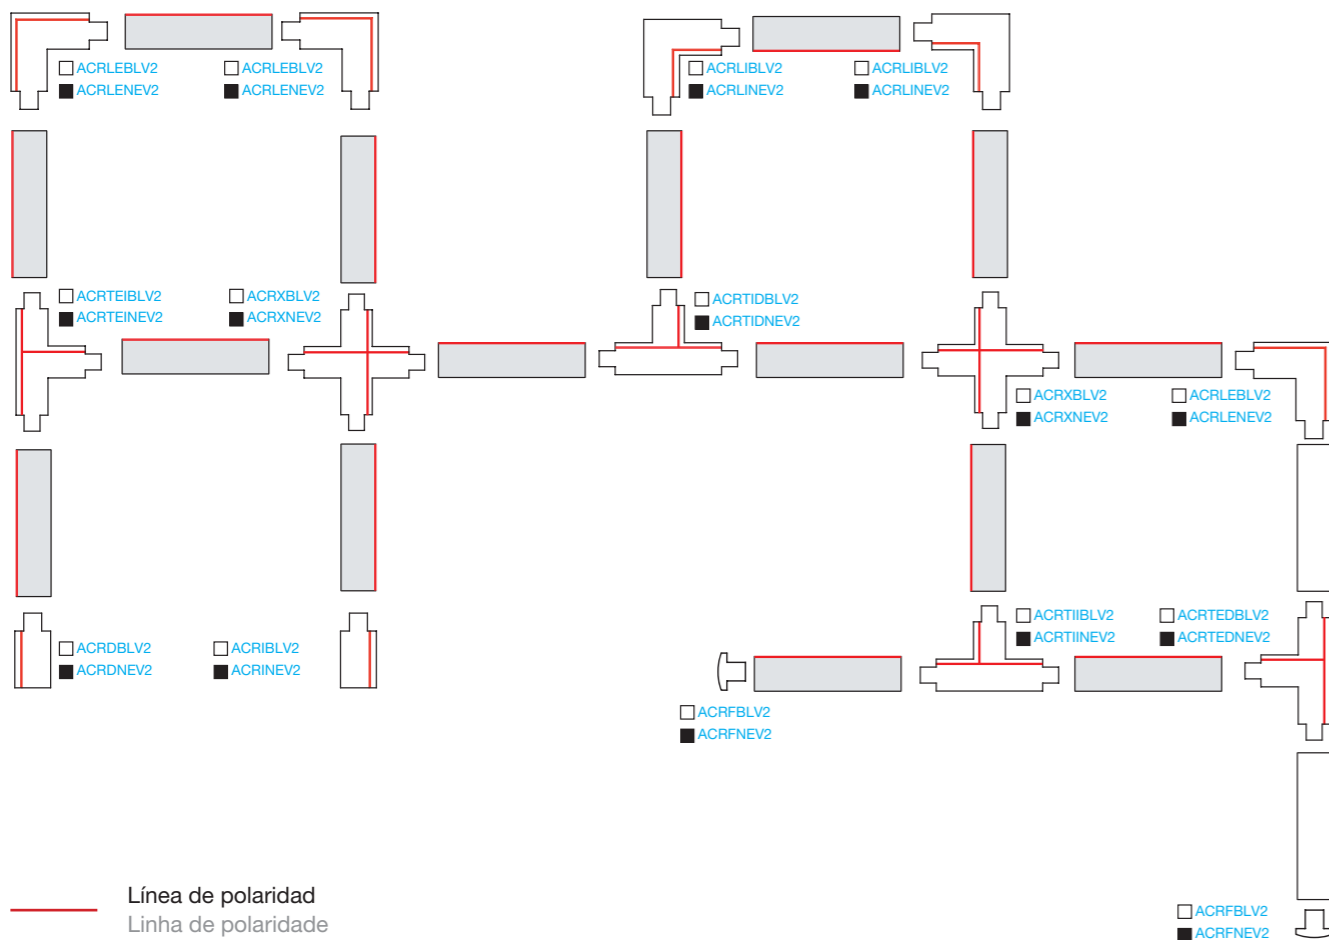 ACRLEBLV2
ACRLENEV2
ACRLEBLV2
ACRLENEV2
ACRLIBLV2
ACRLINEV2
ACRLIBLV2
ACRLINEV2
ACRTEIBLV2
ACRTEINEV2
ACRXBLV2
ACRXNEV2
ACRTIDBLV2
ACRTIDNEV2
ACRXBLV2
ACRXNEV2
ACRLEBLV2
ACRLENEV2
ACRDBLV2
ACRDNEV2
ACRIBLV2
ACRINEV2
ACRTIIBLV2
ACRTIINEV2
ACRTEDBLV2
ACRTEDNEV2
ACRFBLV2
ACRFNEV2
Línea de polaridad
Linha de polaridade
ACRFBLV2
ACRFNEV2